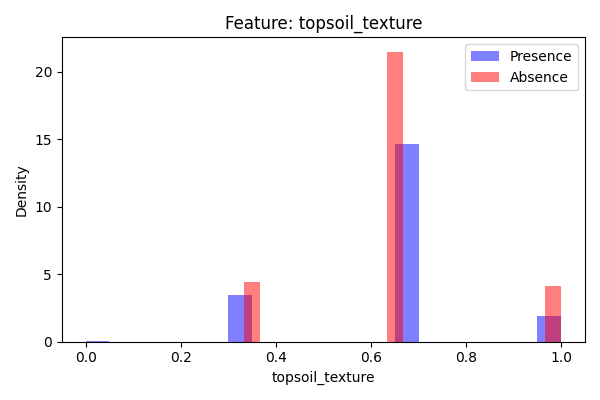 Feature: topsoil_texture
Presence
Absence
Density
20
15
10
5
0
0.0 0.2 0.4 0.6 0.8 1.0
topsoil_texture